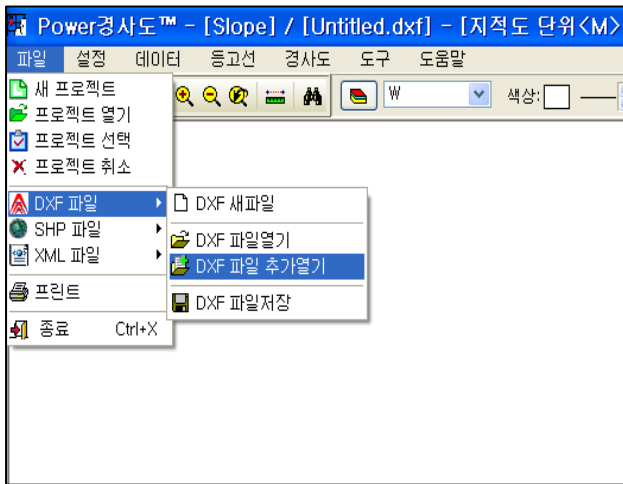 Power경사도™ - [Slope] / [Untitled.dxf] - [지적도 단위<M>
파일 설정 데이터 등고선 경사도 도구 도움말
W 색상:
새 프로젝트
프로젝트 열기
프로젝트 선택
프로젝트 취소
DXF 파일
SHP 파일
XML 파일
프린트
종료 Ctrl+X
DXF 새파일
DXF 파일열기
DXF 파일 추가열기
DXF 파일저장